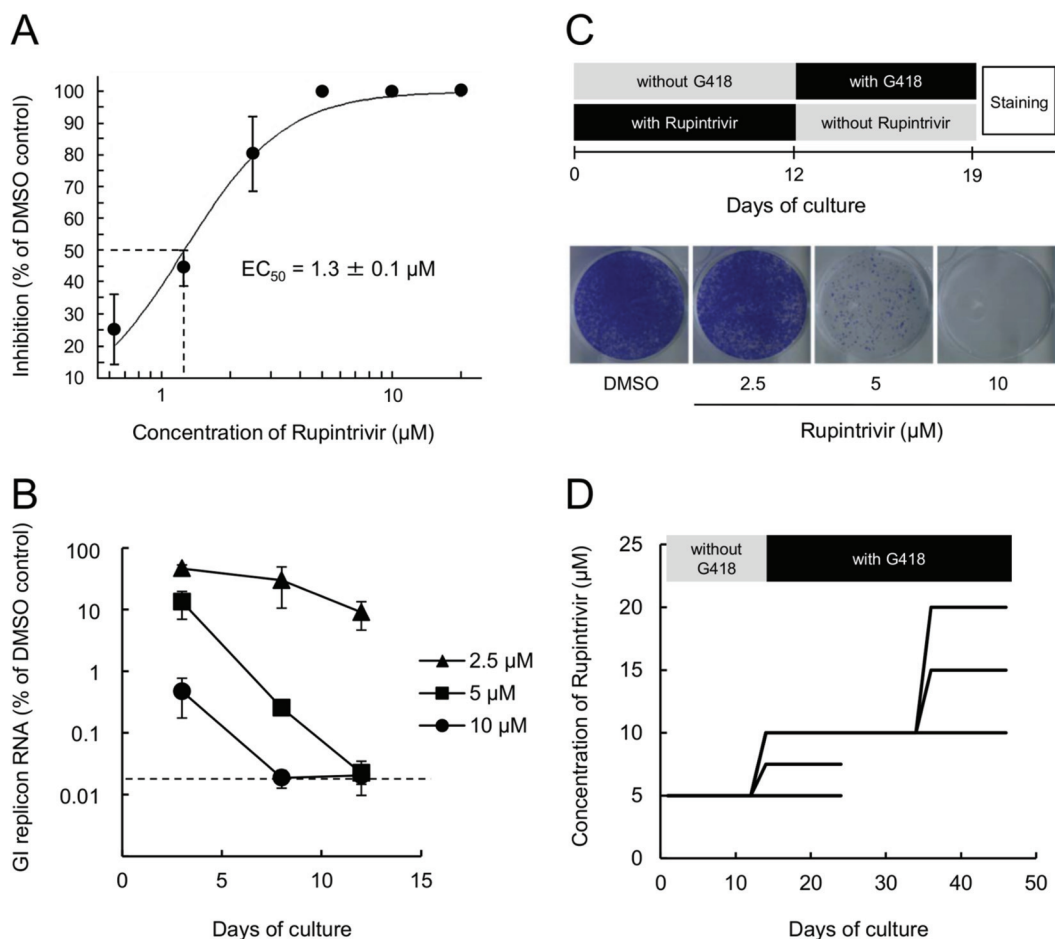 A
Inhibition (% of DMSO control)
100
90
80
70
60
50
40
30
20
10
EC50 = 1.3 ± 0.1 µM
1
10
Concentration of Rupintrivir (µM)
B
GI replicon RNA (% of DMSO control)
100
10
1
0.1
0.01
2.5 µM
5 µM
10 µM
0
5
10
15
Days of culture
C
without G418
with G418
with Rupintrivir
without Rupintrivir
Staining
0
12
19
Days of culture
DMSO
2.5
5
10
Rupintrivir (µM)
D
Concentration of Rupintrivir (µM)
25
20
15
10
5
0
without
G418
with G418
0
10
20
30
40
50
Days of culture